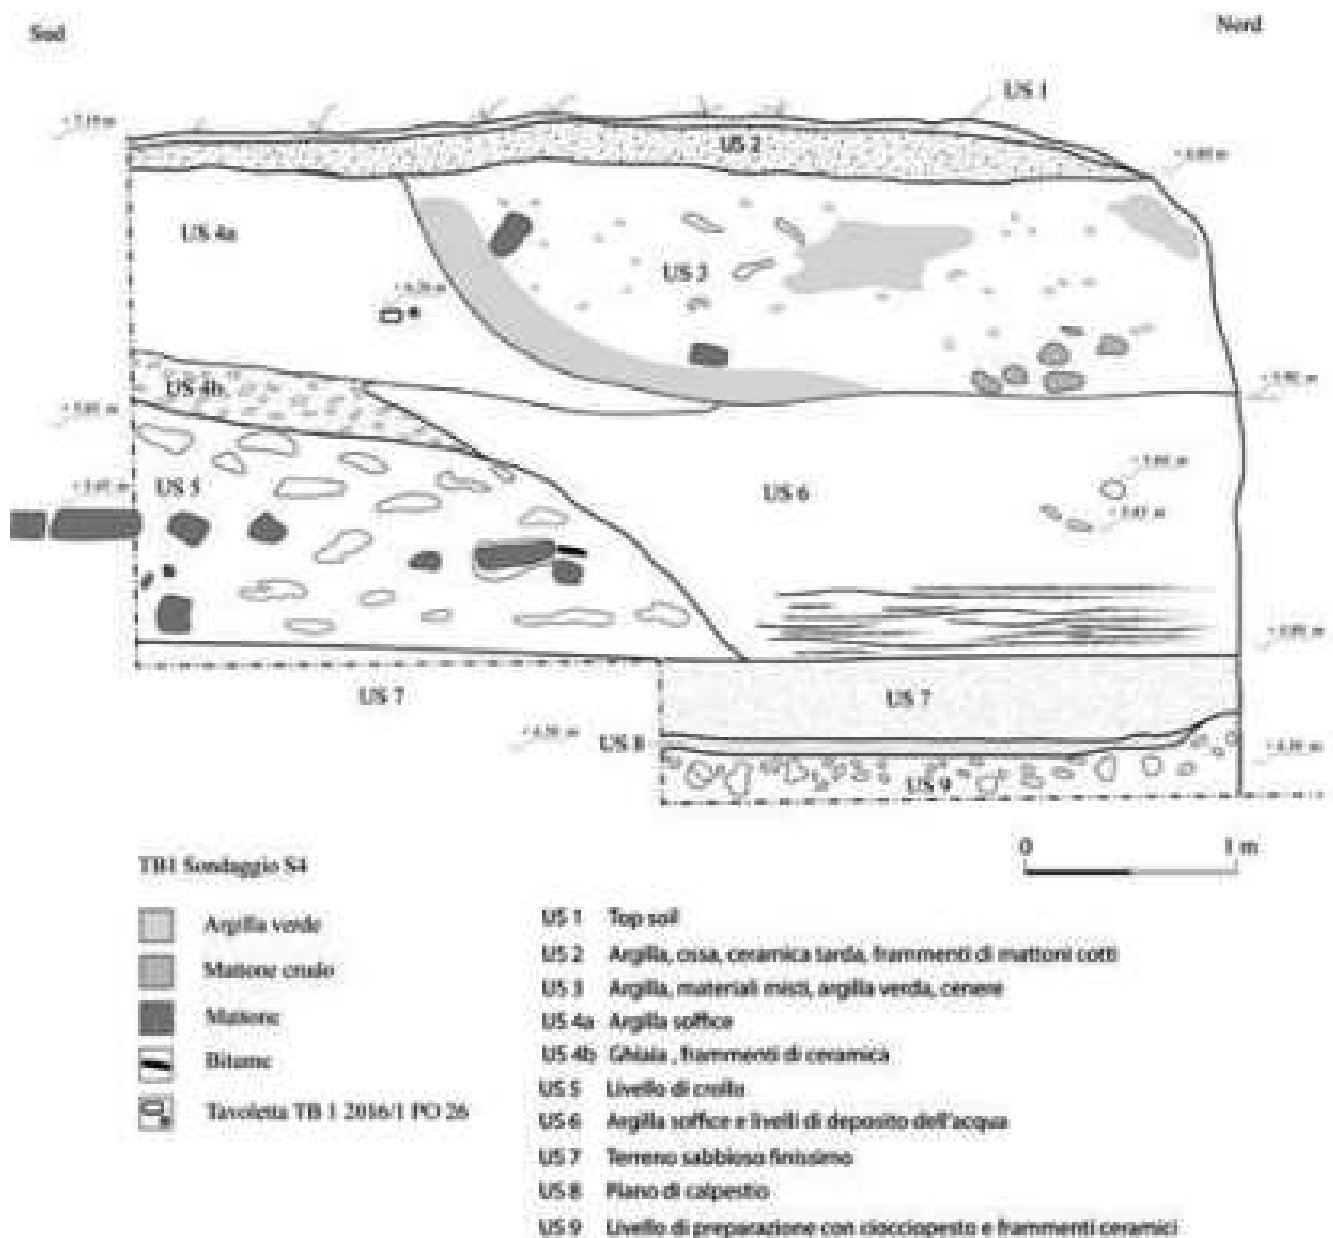 Sud
Nord
US 1
US 2
US 4a
US 3
US 4b
US 5
US 6
US 7
US 7
US 8
US 9
0 1 m
TB1 Sondaggio S4
Argilla verde
Mattone crudo
Mattone
Bitume
Tavoletta TB 1 2016/1 PO 26
US 1 Top soil
US 2 Argilla, ossa, ceramica tarda, frammenti di mattoni cotti
US 3 Argilla, materiali misti, argilla verda, cenere
US 4a Argilla soffice
US 4b Ghiaia , frammenti di ceramica
US 5 Livello di crollo
US 6 Argilla soffice e livelli di deposito dell'acqua
US 7 Terreno sabbioso finissimo
US 8 Piano di calpestio
US 9 Livello di preparazione con ciocciopesto e frammenti ceramici